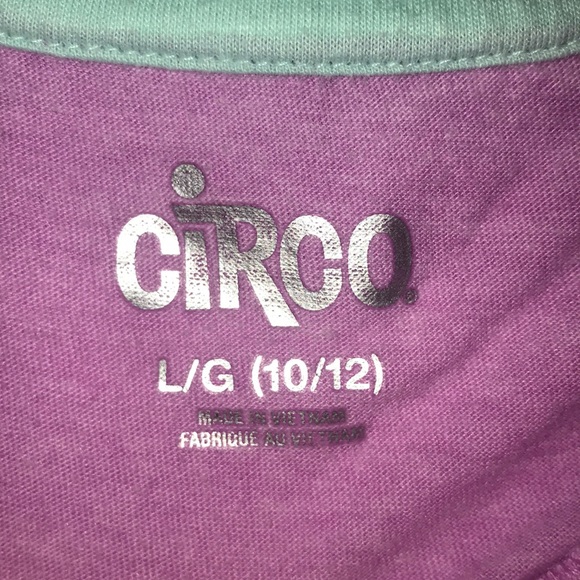 CiRCO®
L/G (10/12)
MADE IN VIETNAM
FABRIQUÉ AU VIETNAM